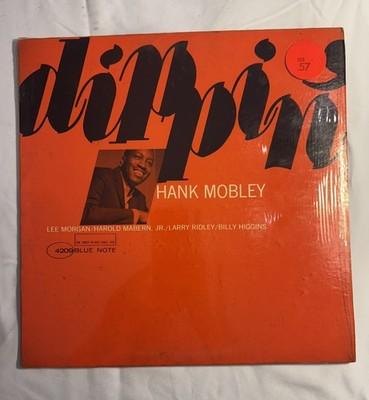 dippin'
57
HANK MOBLEY
LEE MORGAN/HAROLD MABERN, JR./LARRY RIDLEY/BILLY HIGGINS
4209 BLUE NOTE